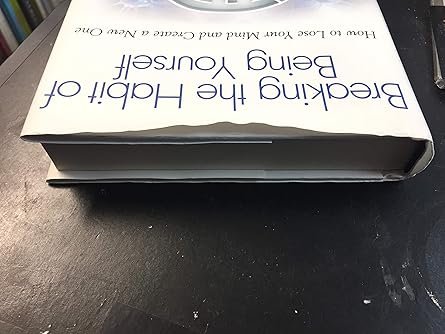 Breaking the Habit of
Being Yourself
How to Lose Your Mind and Create a New One